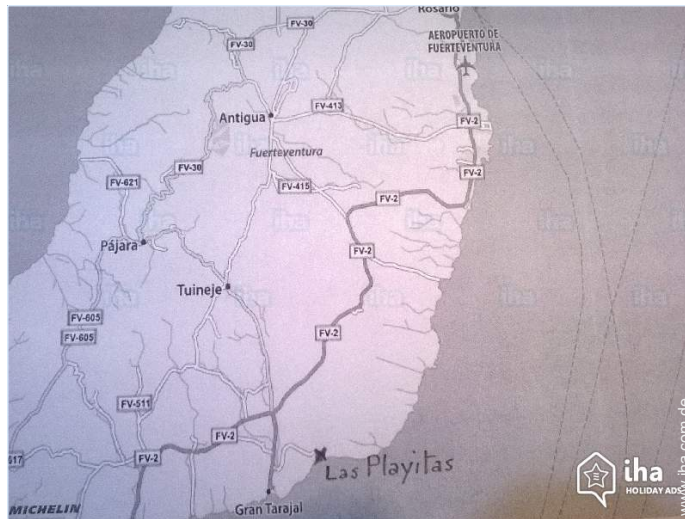 Rosario
FV-30
FV-30
AEROPUERTO DE
FUERTEVENTURA
Antigua
FV-413
FV-2
Fuerteventura
FV-30
FV-2
FV-621
FV-415
FV-2
Pájara
FV-2
Tuineje
FV-605
FV-2
FV-605
FV-511
FV-2
617
FV-2
Las Playitas
MICHELIN
Gran Tarajal
iha
HOLIDAY ADS
www.iha.com.de